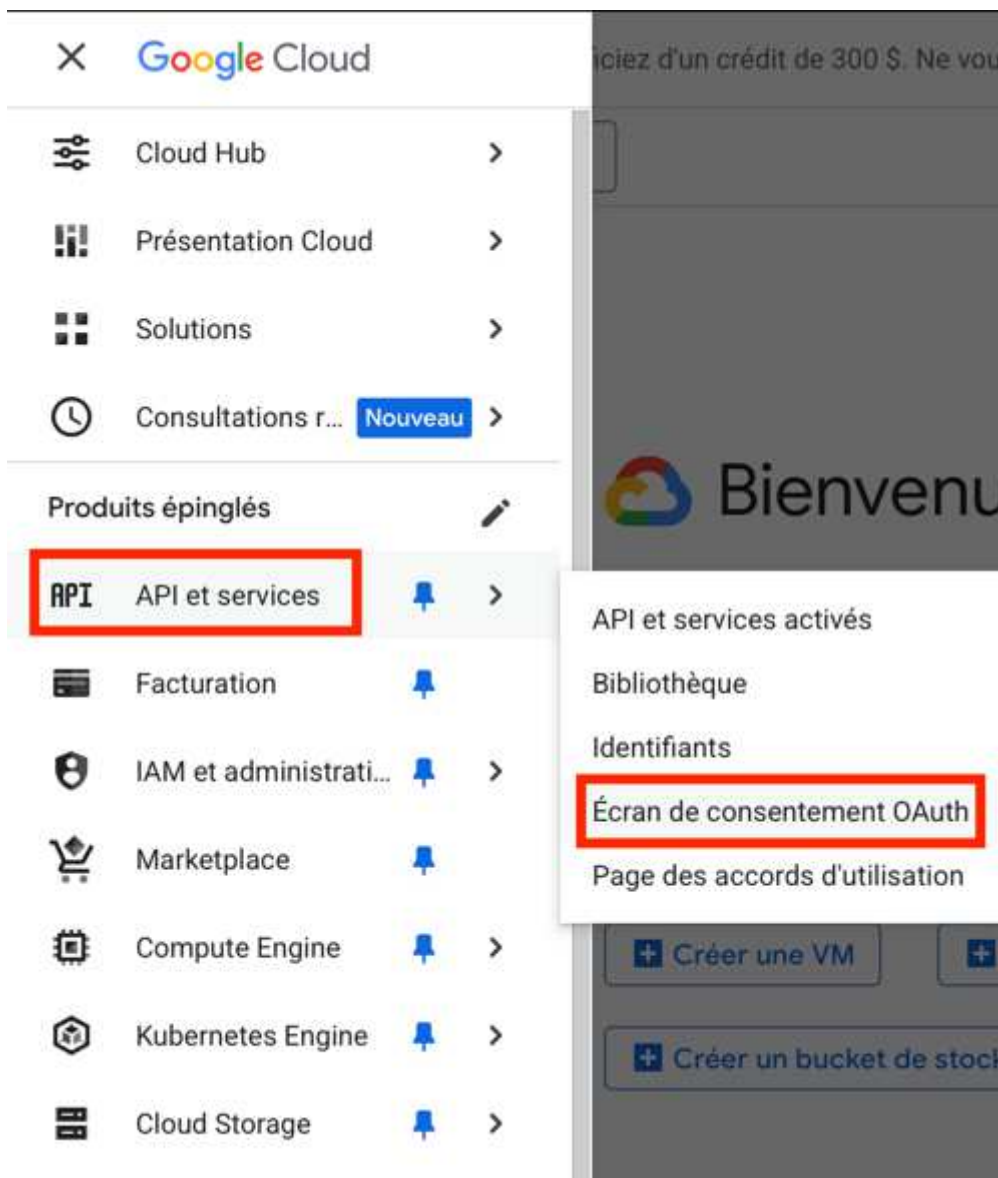 Google Cloud
iciez d'un crédit de 300 $. Ne vou
Cloud Hub
Présentation Cloud
Solutions
Consultations r... Nouveau
Produits épinglés
Bienvenu
API API et services
API et services activés
Facturation
Bibliothèque
Identifiants
IAM et administrati...
Écran de consentement OAuth
Marketplace
Page des accords d'utilisation
Compute Engine
Créer une VM
Kubernetes Engine
Créer un bucket de stock
Cloud Storage